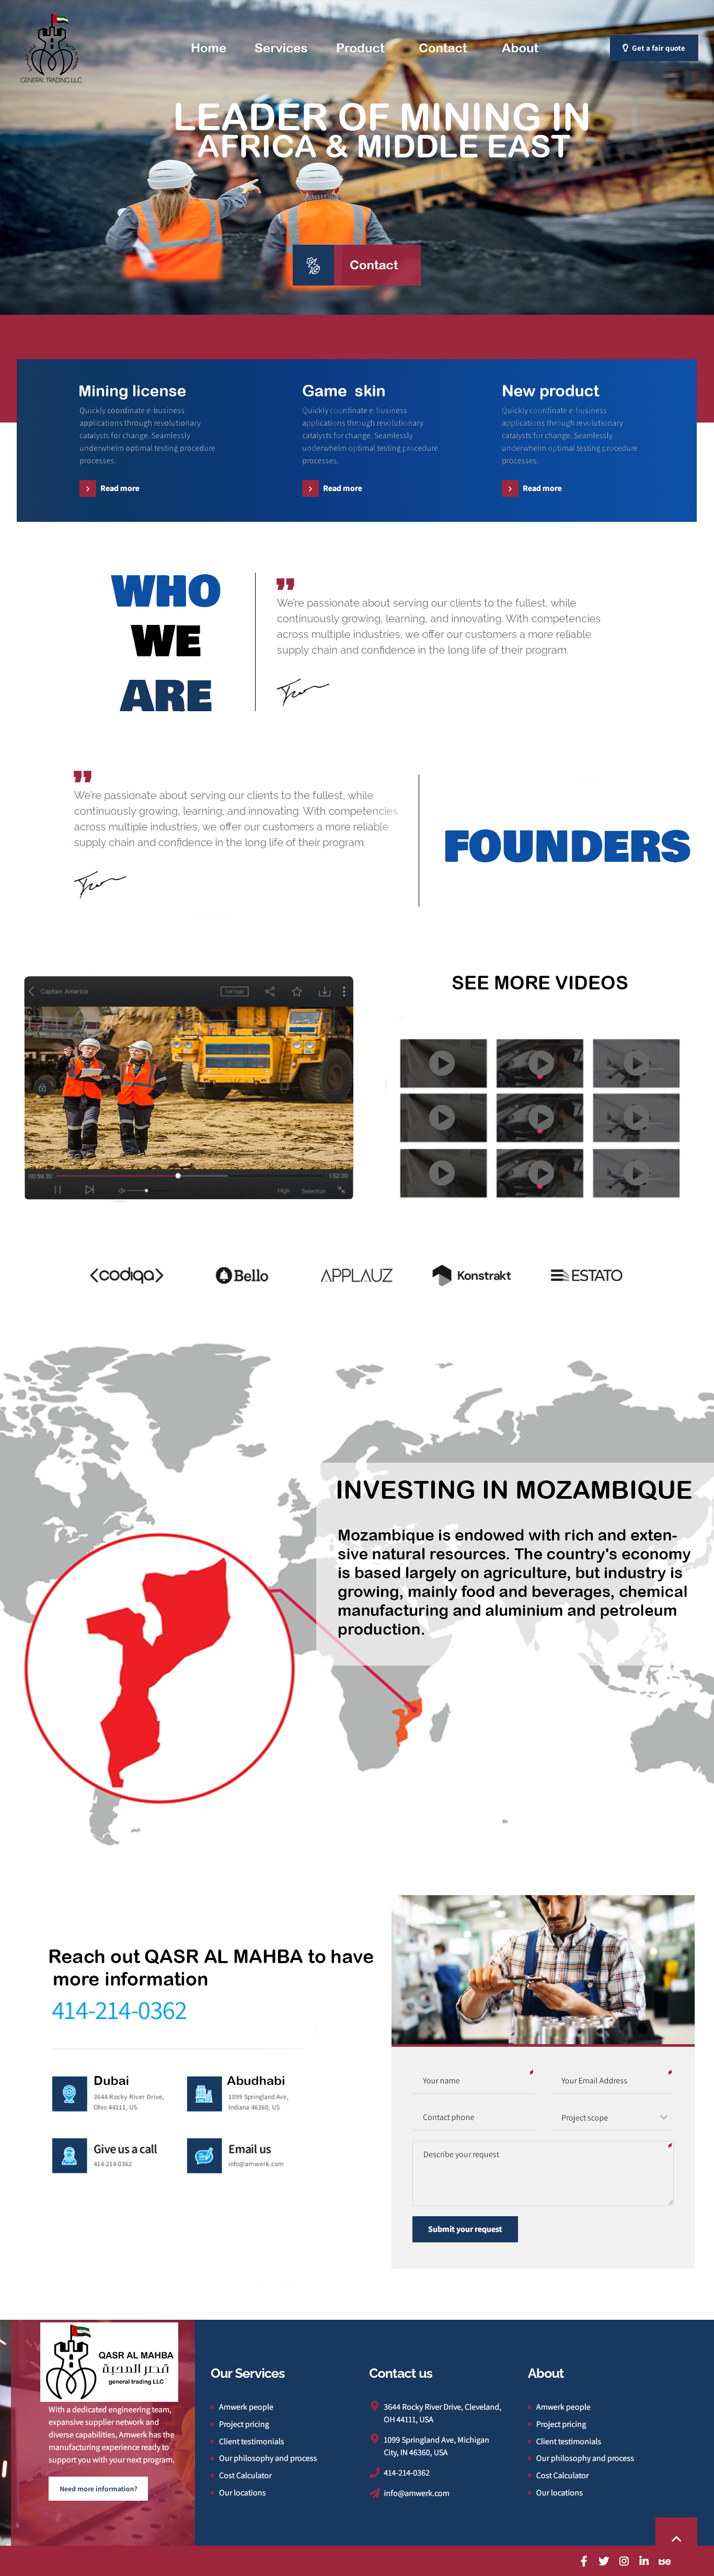 GENERAL TRADING LLC
Home
Services
Product
Contact
About
Get a fair quote
LEADER OF MINING IN
AFRICA & MIDDLE EAST
Contact
Mining license
Quickly coordinate e-business
applications through revolutionary
catalysts for change. Seamlessly
underwhelm optimal testing procedure
processes.
Read more
Game skin
Quickly coordinate e-business
applications through revolutionary
catalysts for change. Seamlessly
underwhelm optimal testing procedure
processes.
Read more
New product
Quickly coordinate e-business
applications through revolutionary
catalysts for change. Seamlessly
underwhelm optimal testing procedure
processes.
Read more
WHO
WE
ARE
We're passionate about serving our clients to the fullest, while
continuously growing, learning, and innovating. With competencies
across multiple industries, we offer our customers a more reliable
supply chain and confidence in the long life of their program.
We're passionate about serving our clients to the fullest, while
continuously growing, learning, and innovating. With competencies
across multiple industries, we offer our customers a more reliable
supply chain and confidence in the long life of their program.
FOUNDERS
Captain America
00:59:30
1:52:30
High
Selection
SEE MORE VIDEOS
<codiqa>
Bello
APPLAUZ
Konstrakt
ESTATO
INVESTING IN MOZAMBIQUE
Mozambique is endowed with rich and exten-
sive natural resources. The country's economy
is based largely on agriculture, but industry is
growing, mainly food and beverages, chemical
manufacturing and aluminium and petroleum
production.
Reach out QASR AL MAHBA to have
more information
414-214-0362
Dubai
3644 Rocky River Drive,
Ohio 44111, US
Abudhabi
1099 Springland Ave,
Indiana 46360, US
Give us a call
414-214-0362
Email us
info@amwerk.com
Your name
Your Email Address
Contact phone
Project scope
Describe your request
Submit your request
QASR AL MAHBA
قصر المحبة
general trading LLC
With a dedicated engineering team,
expansive supplier network and
diverse capabilities, Amwerk has the
manufacturing experience ready to
support you with your next program.
Need more information?
Our Services
Amwerk people
Project pricing
Client testimonials
Our philosophy and process
Cost Calculator
Our locations
Contact us
3644 Rocky River Drive, Cleveland,
OH 44111, USA
1099 Springland Ave, Michigan
City, IN 46360, USA
414-214-0362
info@amwerk.com
About
Amwerk people
Project pricing
Client testimonials
Our philosophy and process
Cost Calculator
Our locations